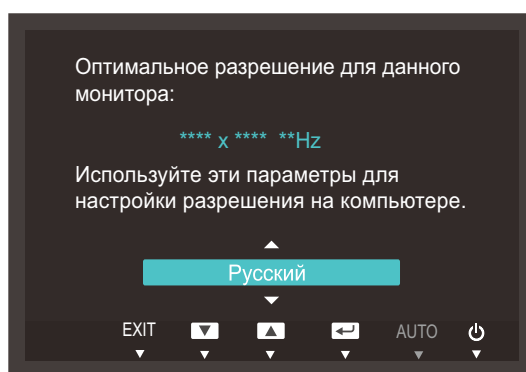 Оптимальное разрешение для данного
монитора:
**** x **** **Hz
Используйте эти параметры для
настройки разрешения на компьютере.
Русский
EXIT AUTO